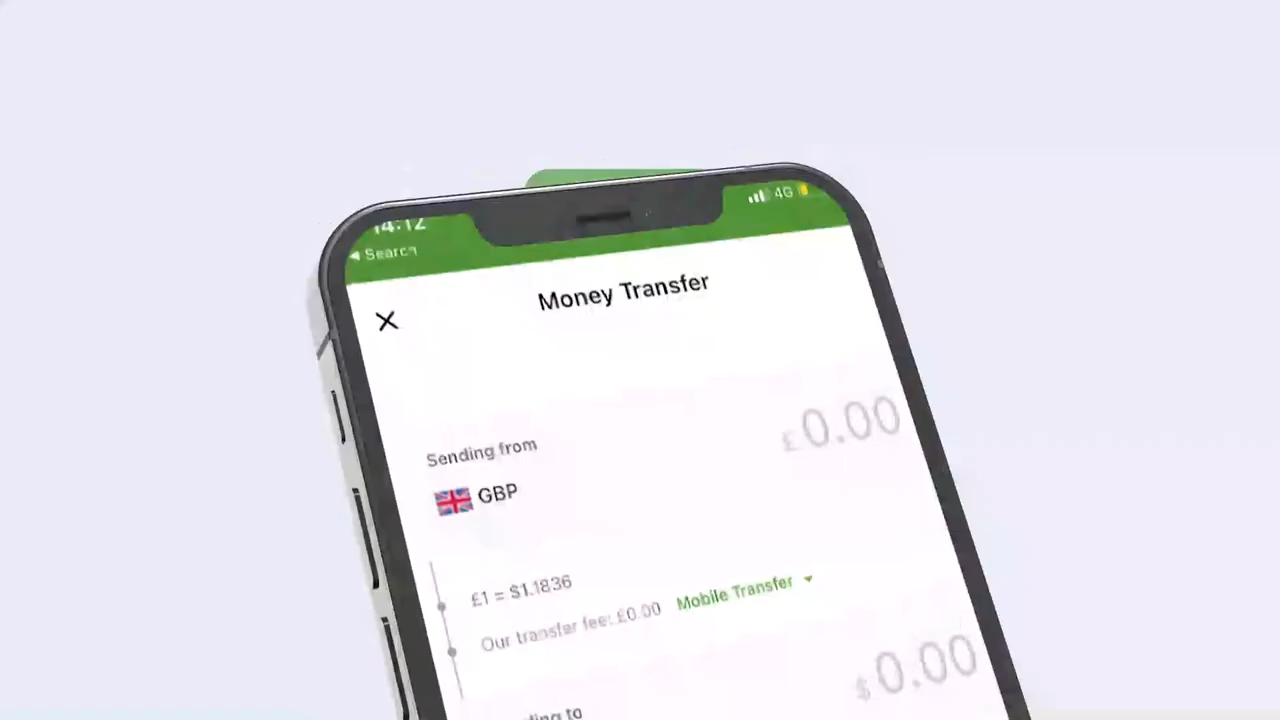 14:12
4G
Search
Money Transfer
£0.00
Sending from
GBP
£1 = $1.1836
Our transfer fee: £0.00 Mobile Transfer
$0.00
to